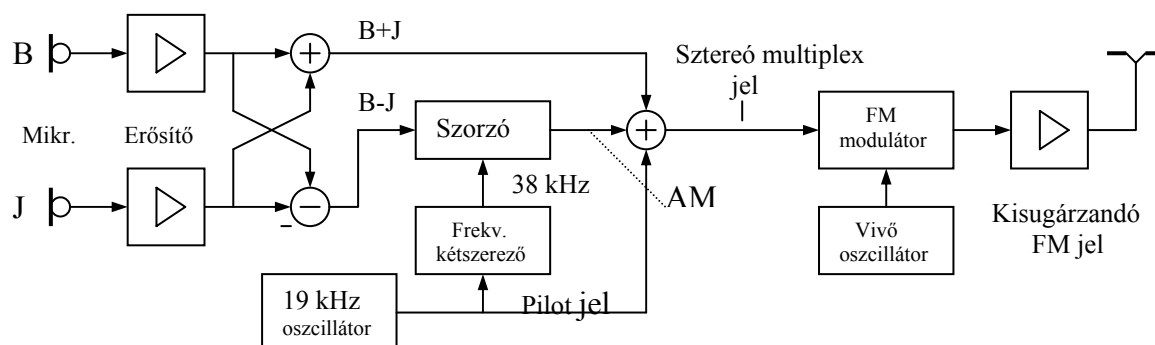 B
B+J
Sztereó multiplex
jel
B-J
Mikr.
Erősítő
Szorzó
FM
modulátor
38 kHz
AM
J
Frekv.
kétszerező
Vivő
oszcillátor
Kisugárzandó
FM jel
19 kHz
oszcillátor
Pilot jel